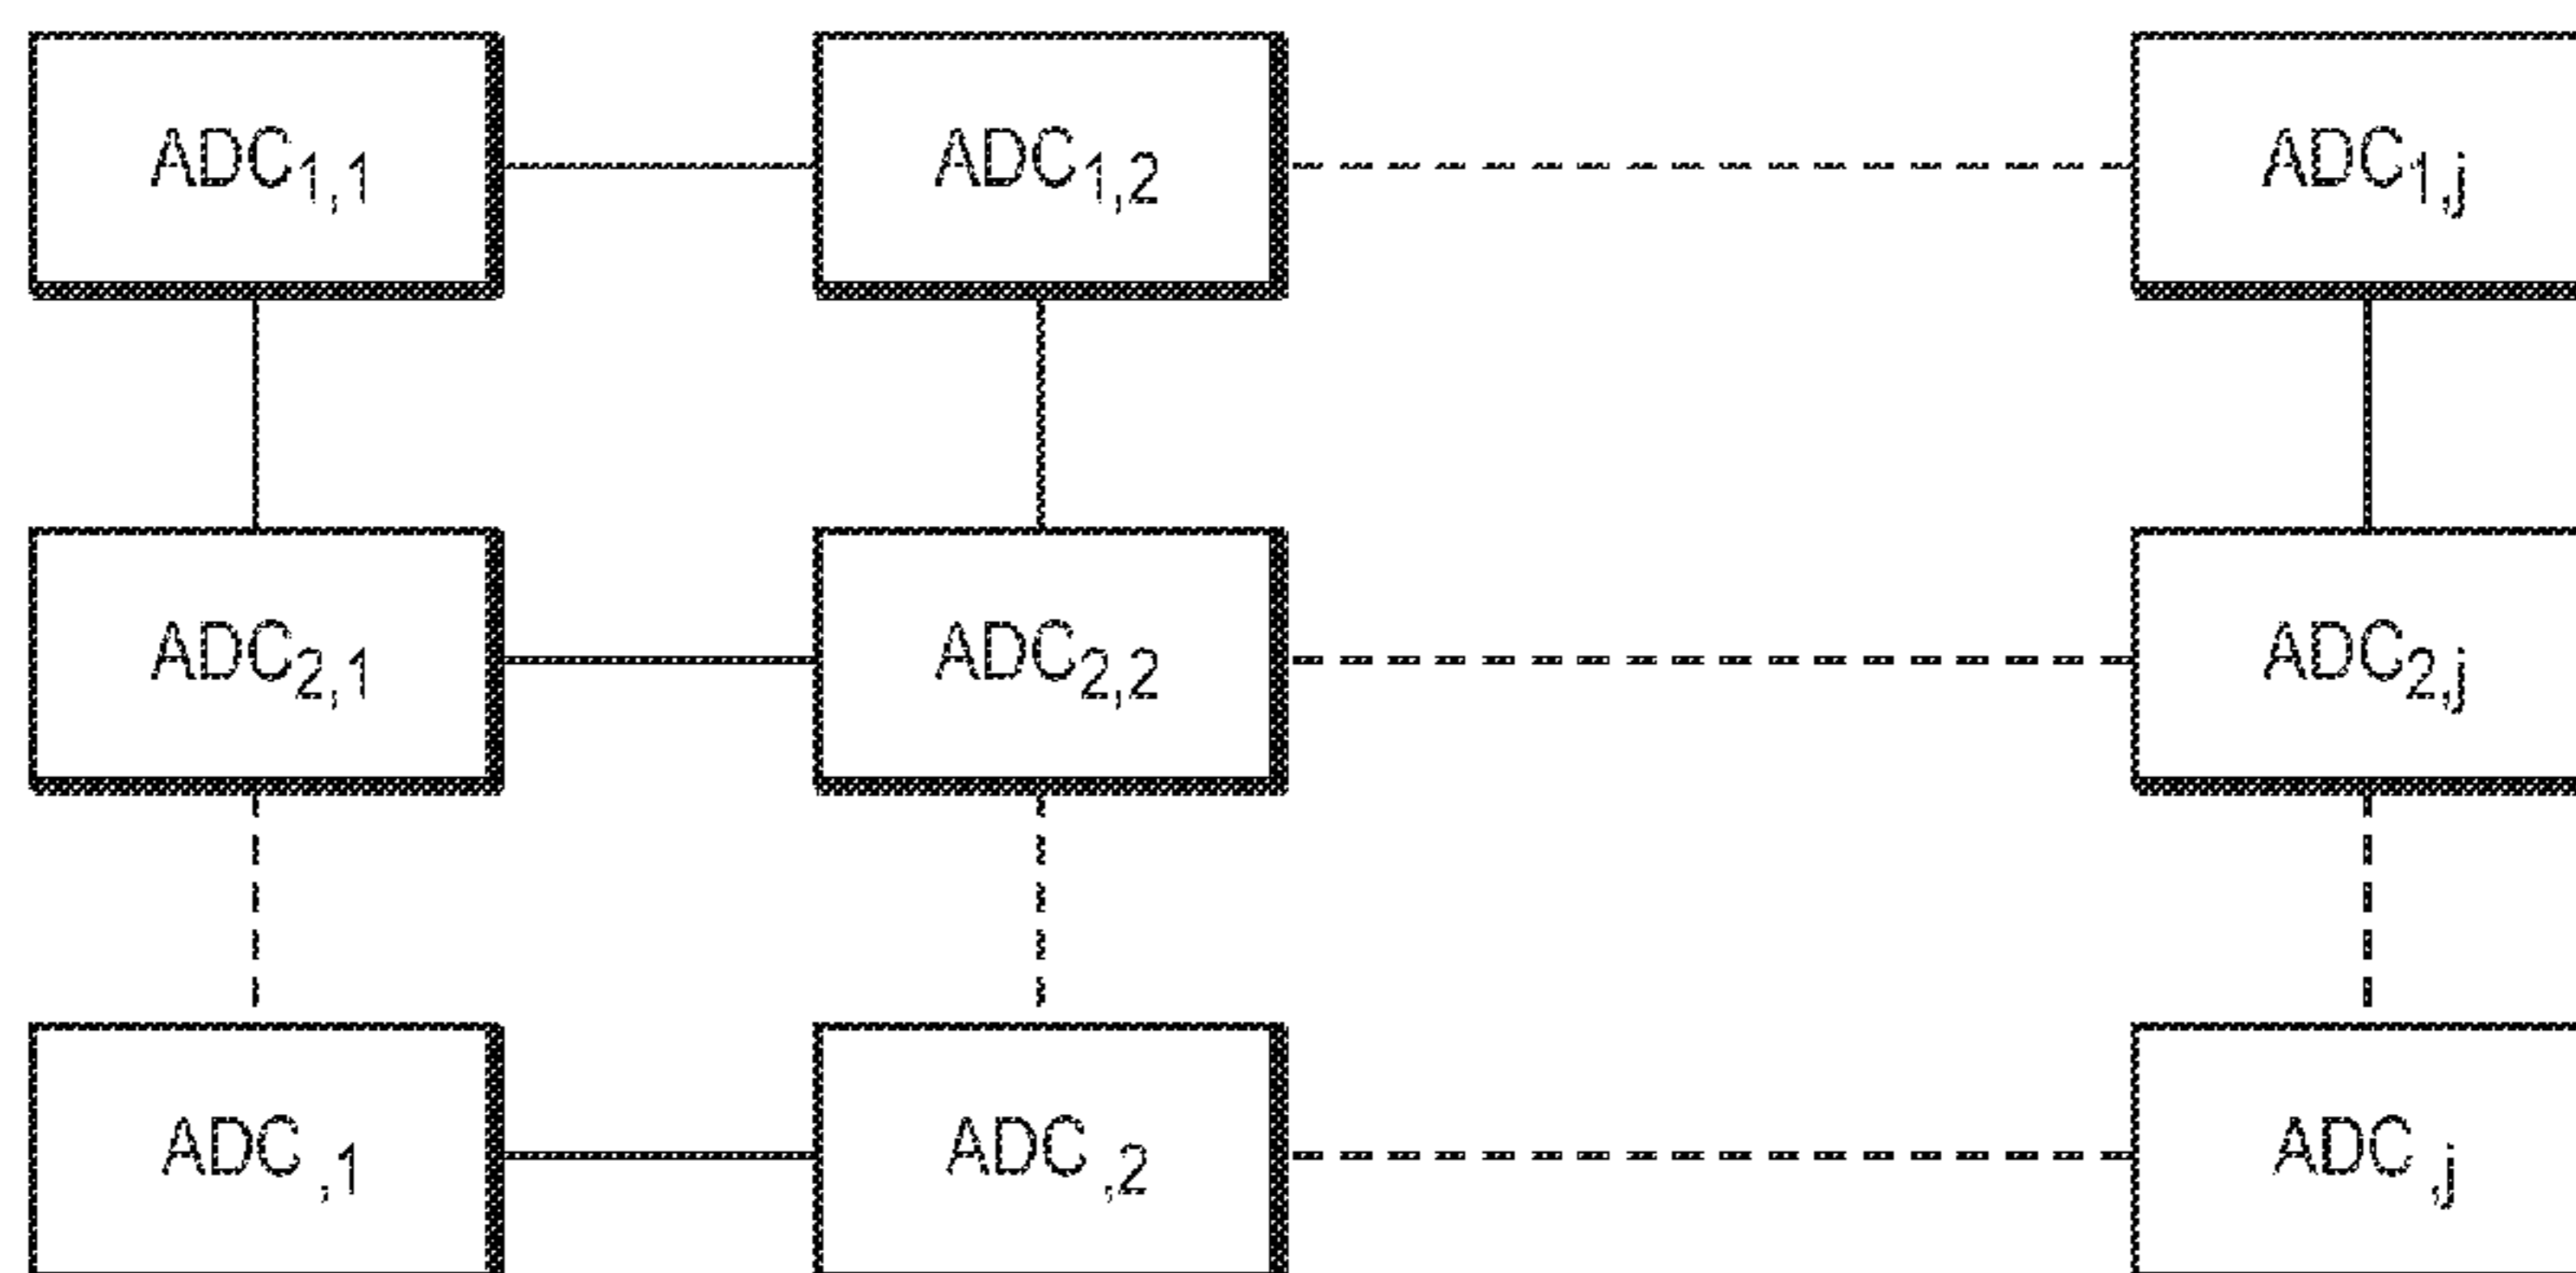 ADC1,1 ADC1,2 ADC1,j
ADC2,1 ADC2,2 ADC2,j
ADC ,1 ADC ,2 ADC ,j